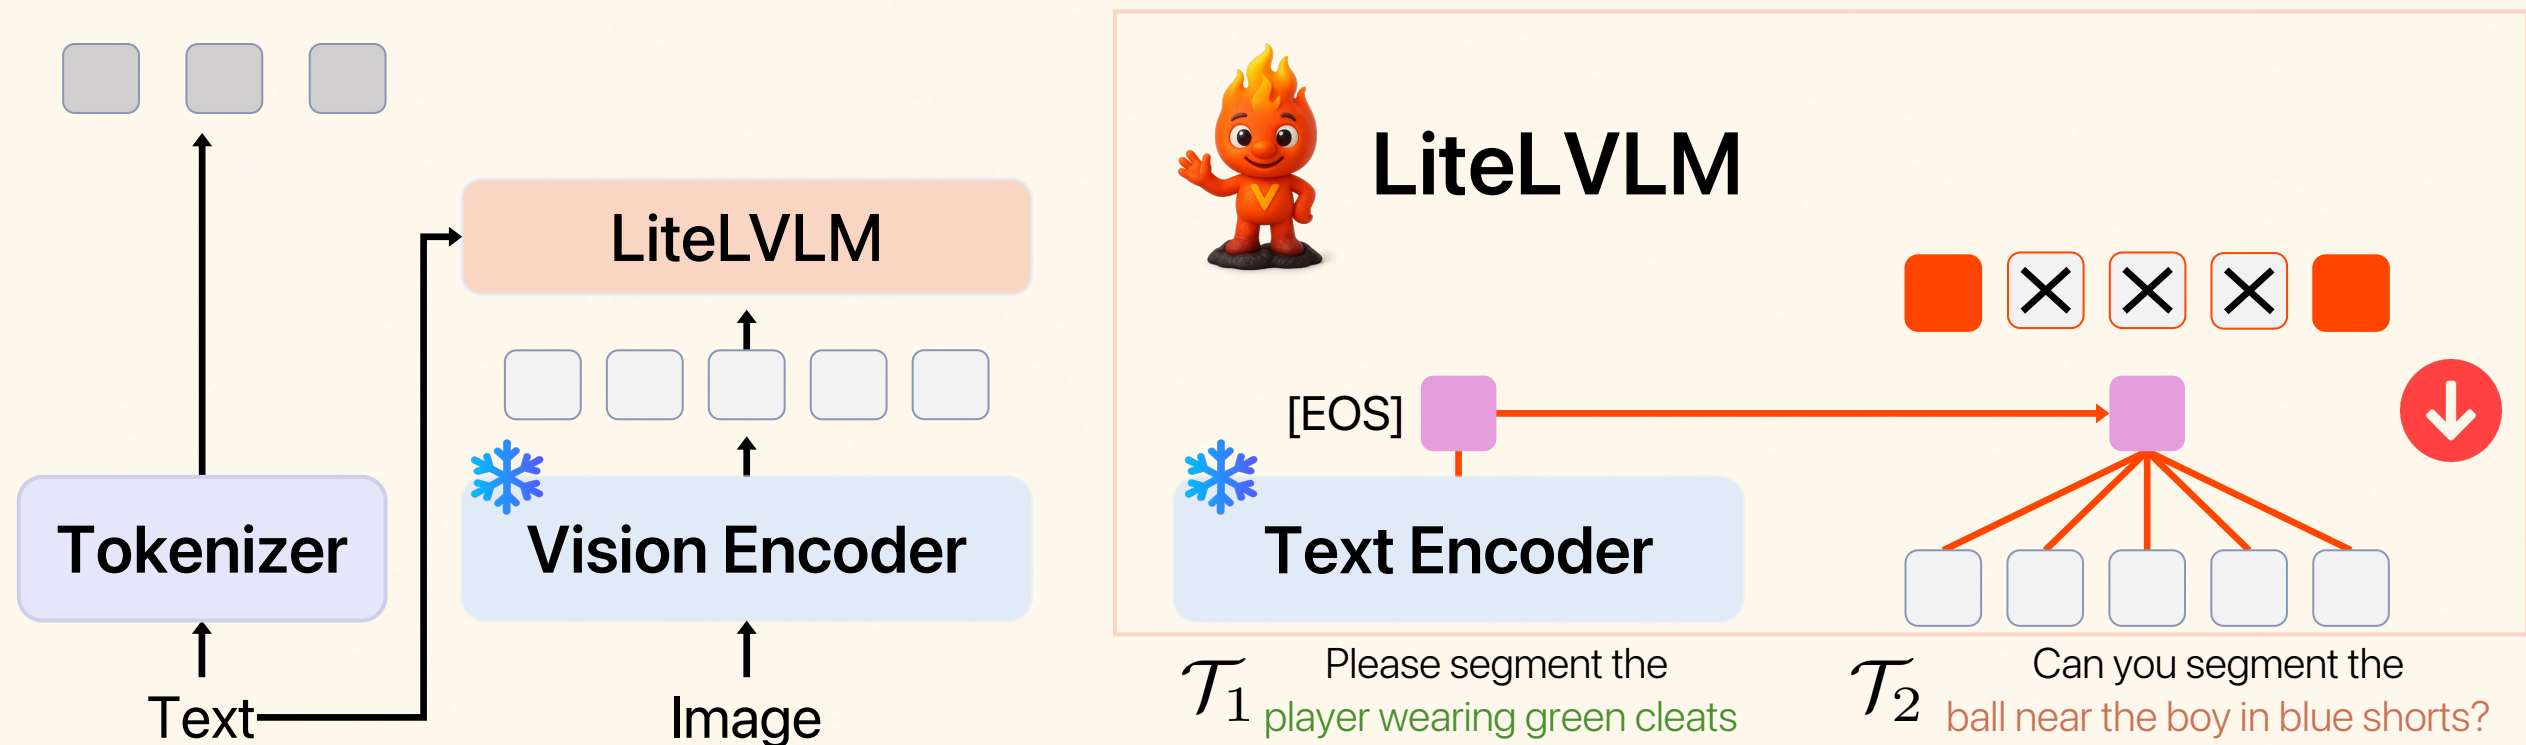 LiteLVLM
Tokenizer
Vision Encoder
Text
Image
LiteLVLM
[EOS]
Text Encoder
𝒯1 Please segment the
player wearing green cleats
𝒯2 Can you segment the
ball near the boy in blue shorts?